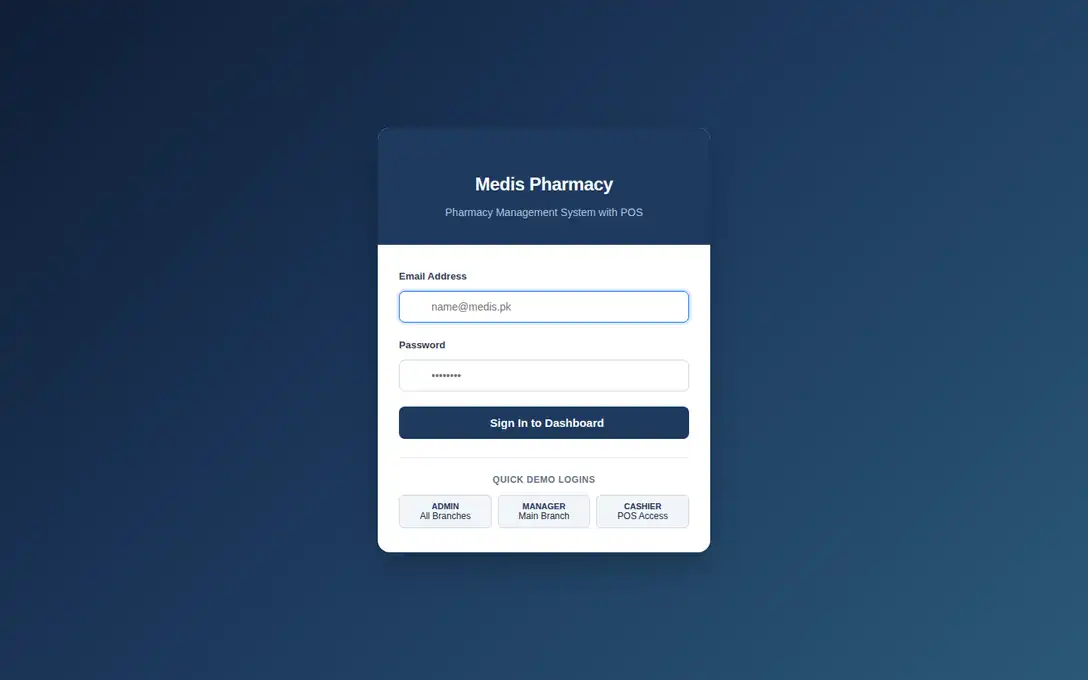 Medis Pharmacy
Pharmacy Management System with POS
Email Address
name@medis.pk
Password
••••••••
Sign In to Dashboard
QUICK DEMO LOGINS
ADMIN
All Branches
MANAGER
Main Branch
CASHIER
POS Access